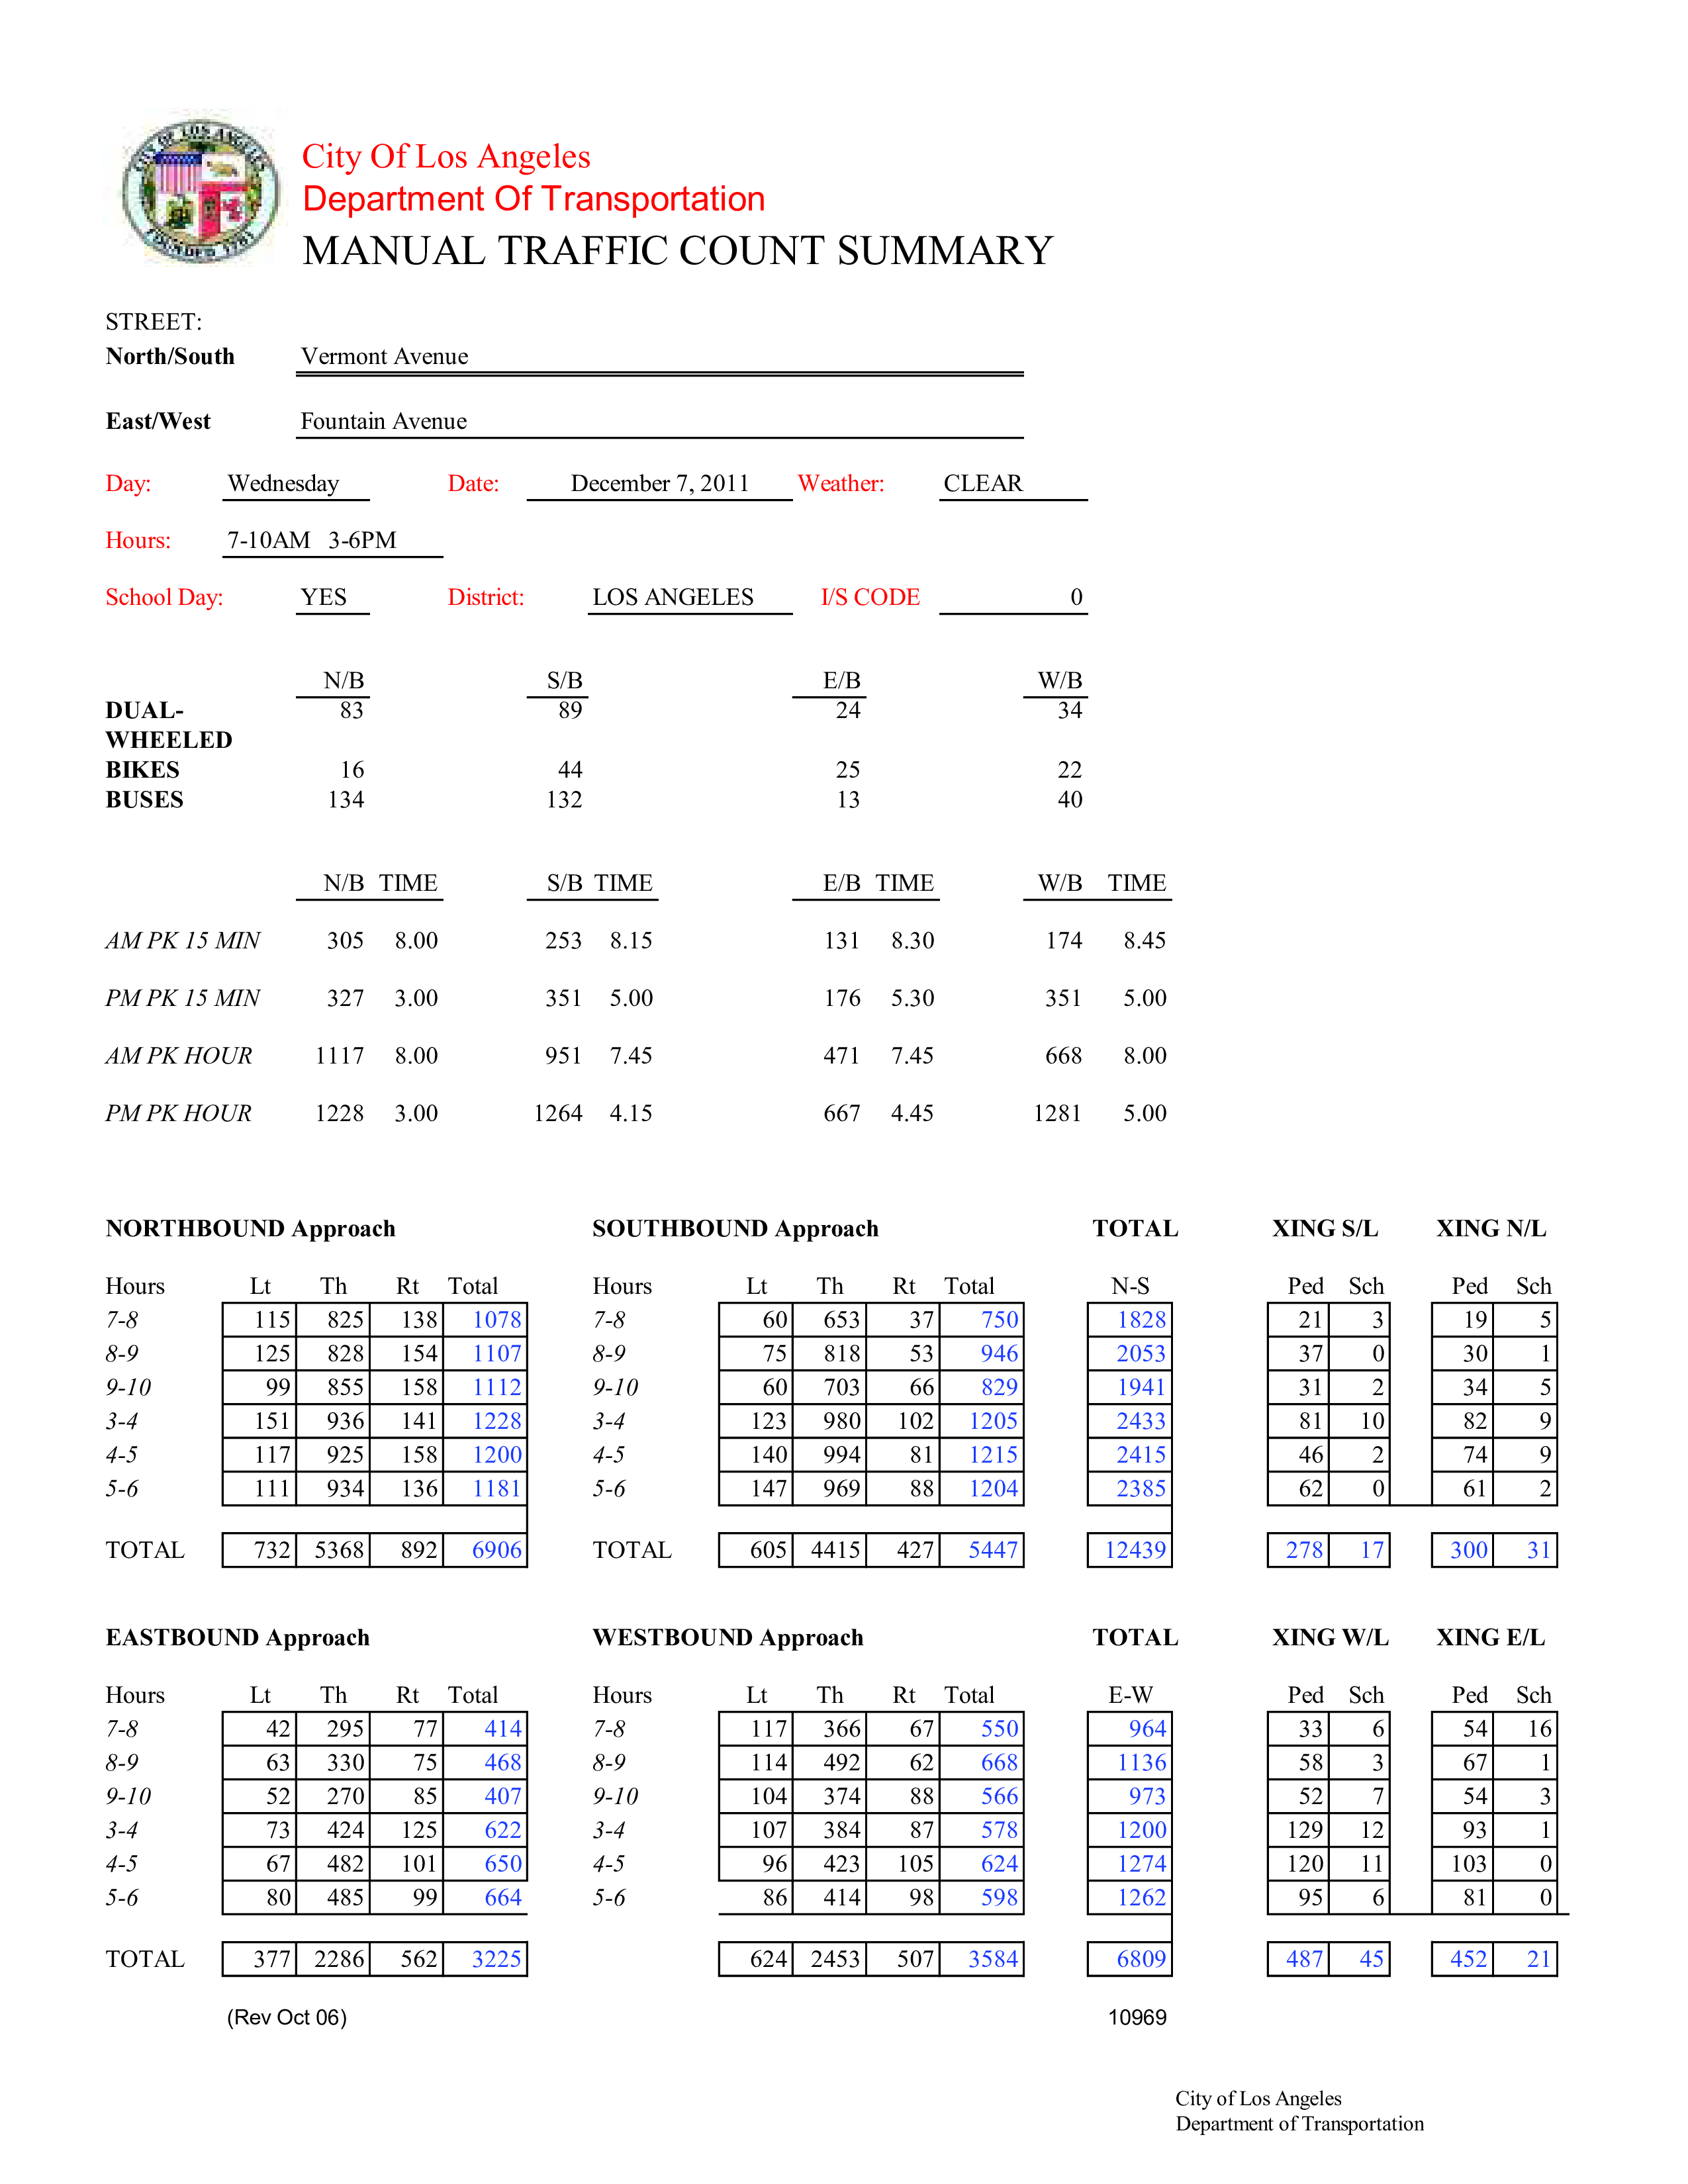 City Of Los Angeles
Department Of Transportation
MANUAL TRAFFIC COUNT SUMMARY
STREET:
North/South Vermont Avenue
East/West Fountain Avenue
Day: Wednesday Date: December 7, 2011 Weather: CLEAR
Hours: 7-10AM 3-6PM
School Day: YES District: LOS ANGELES I/S CODE 0
N/B S/B E/B W/B
DUAL- 83 89 24 34
WHEELED
BIKES 16 44 25 22
BUSES 134 132 13 40
N/B TIME S/B TIME E/B TIME W/B TIME
AM PK 15 MIN 305 8.00 253 8.15 131 8.30 174 8.45
PM PK 15 MIN 327 3.00 351 5.00 176 5.30 351 5.00
AM PK HOUR 1117 8.00 951 7.45 471 7.45 668 8.00
PM PK HOUR 1228 3.00 1264 4.15 667 4.45 1281 5.00
NORTHBOUND Approach SOUTHBOUND Approach TOTAL XING S/L XING N/L
Hours Lt Th Rt Total Hours Lt Th Rt Total N-S Ped Sch Ped Sch
7-8 115 825 138 1078 7-8 60 653 37 750 1828 21 3 19 5
8-9 125 828 154 1107 8-9 75 818 53 946 2053 37 0 30 1
9-10 99 855 158 1112 9-10 60 703 66 829 1941 31 2 34 5
3-4 151 936 141 1228 3-4 123 980 102 1205 2433 81 10 82 9
4-5 117 925 158 1200 4-5 140 994 81 1215 2415 46 2 74 9
5-6 111 934 136 1181 5-6 147 969 88 1204 2385 62 0 61 2
TOTAL 732 5368 892 6906 TOTAL 605 4415 427 5447 12439 278 17 300 31
EASTBOUND Approach WESTBOUND Approach TOTAL XING W/L XING E/L
Hours Lt Th Rt Total Hours Lt Th Rt Total E-W Ped Sch Ped Sch
7-8 42 295 77 414 7-8 117 366 67 550 964 33 6 54 16
8-9 63 330 75 468 8-9 114 492 62 668 1136 58 3 67 1
9-10 52 270 85 407 9-10 104 374 88 566 973 52 7 54 3
3-4 73 424 125 622 3-4 107 384 87 578 1200 129 12 93 1
4-5 67 482 101 650 4-5 96 423 105 624 1274 120 11 103 0
5-6 80 485 99 664 5-6 86 414 98 598 1262 95 6 81 0
TOTAL 377 2286 562 3225 624 2453 507 3584 6809 487 45 452 21
(Rev Oct 06) 10969
City of Los Angeles
Department of Transportation